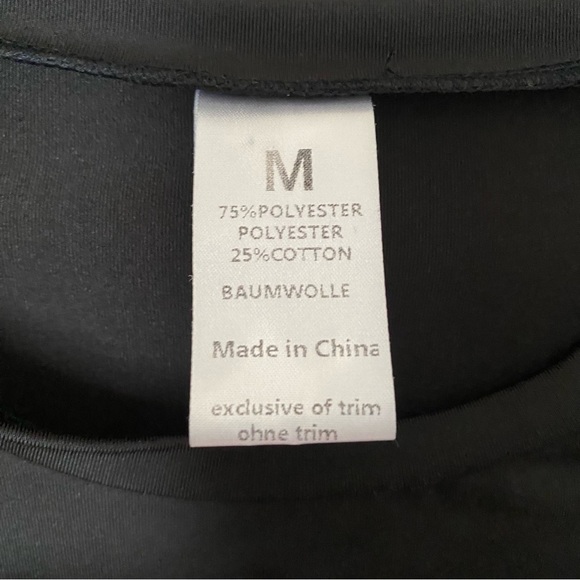 M
75%POLYESTER
POLYESTER
25%COTTON
BAUMWOLLE
Made in China
exclusive of trim
ohne trim